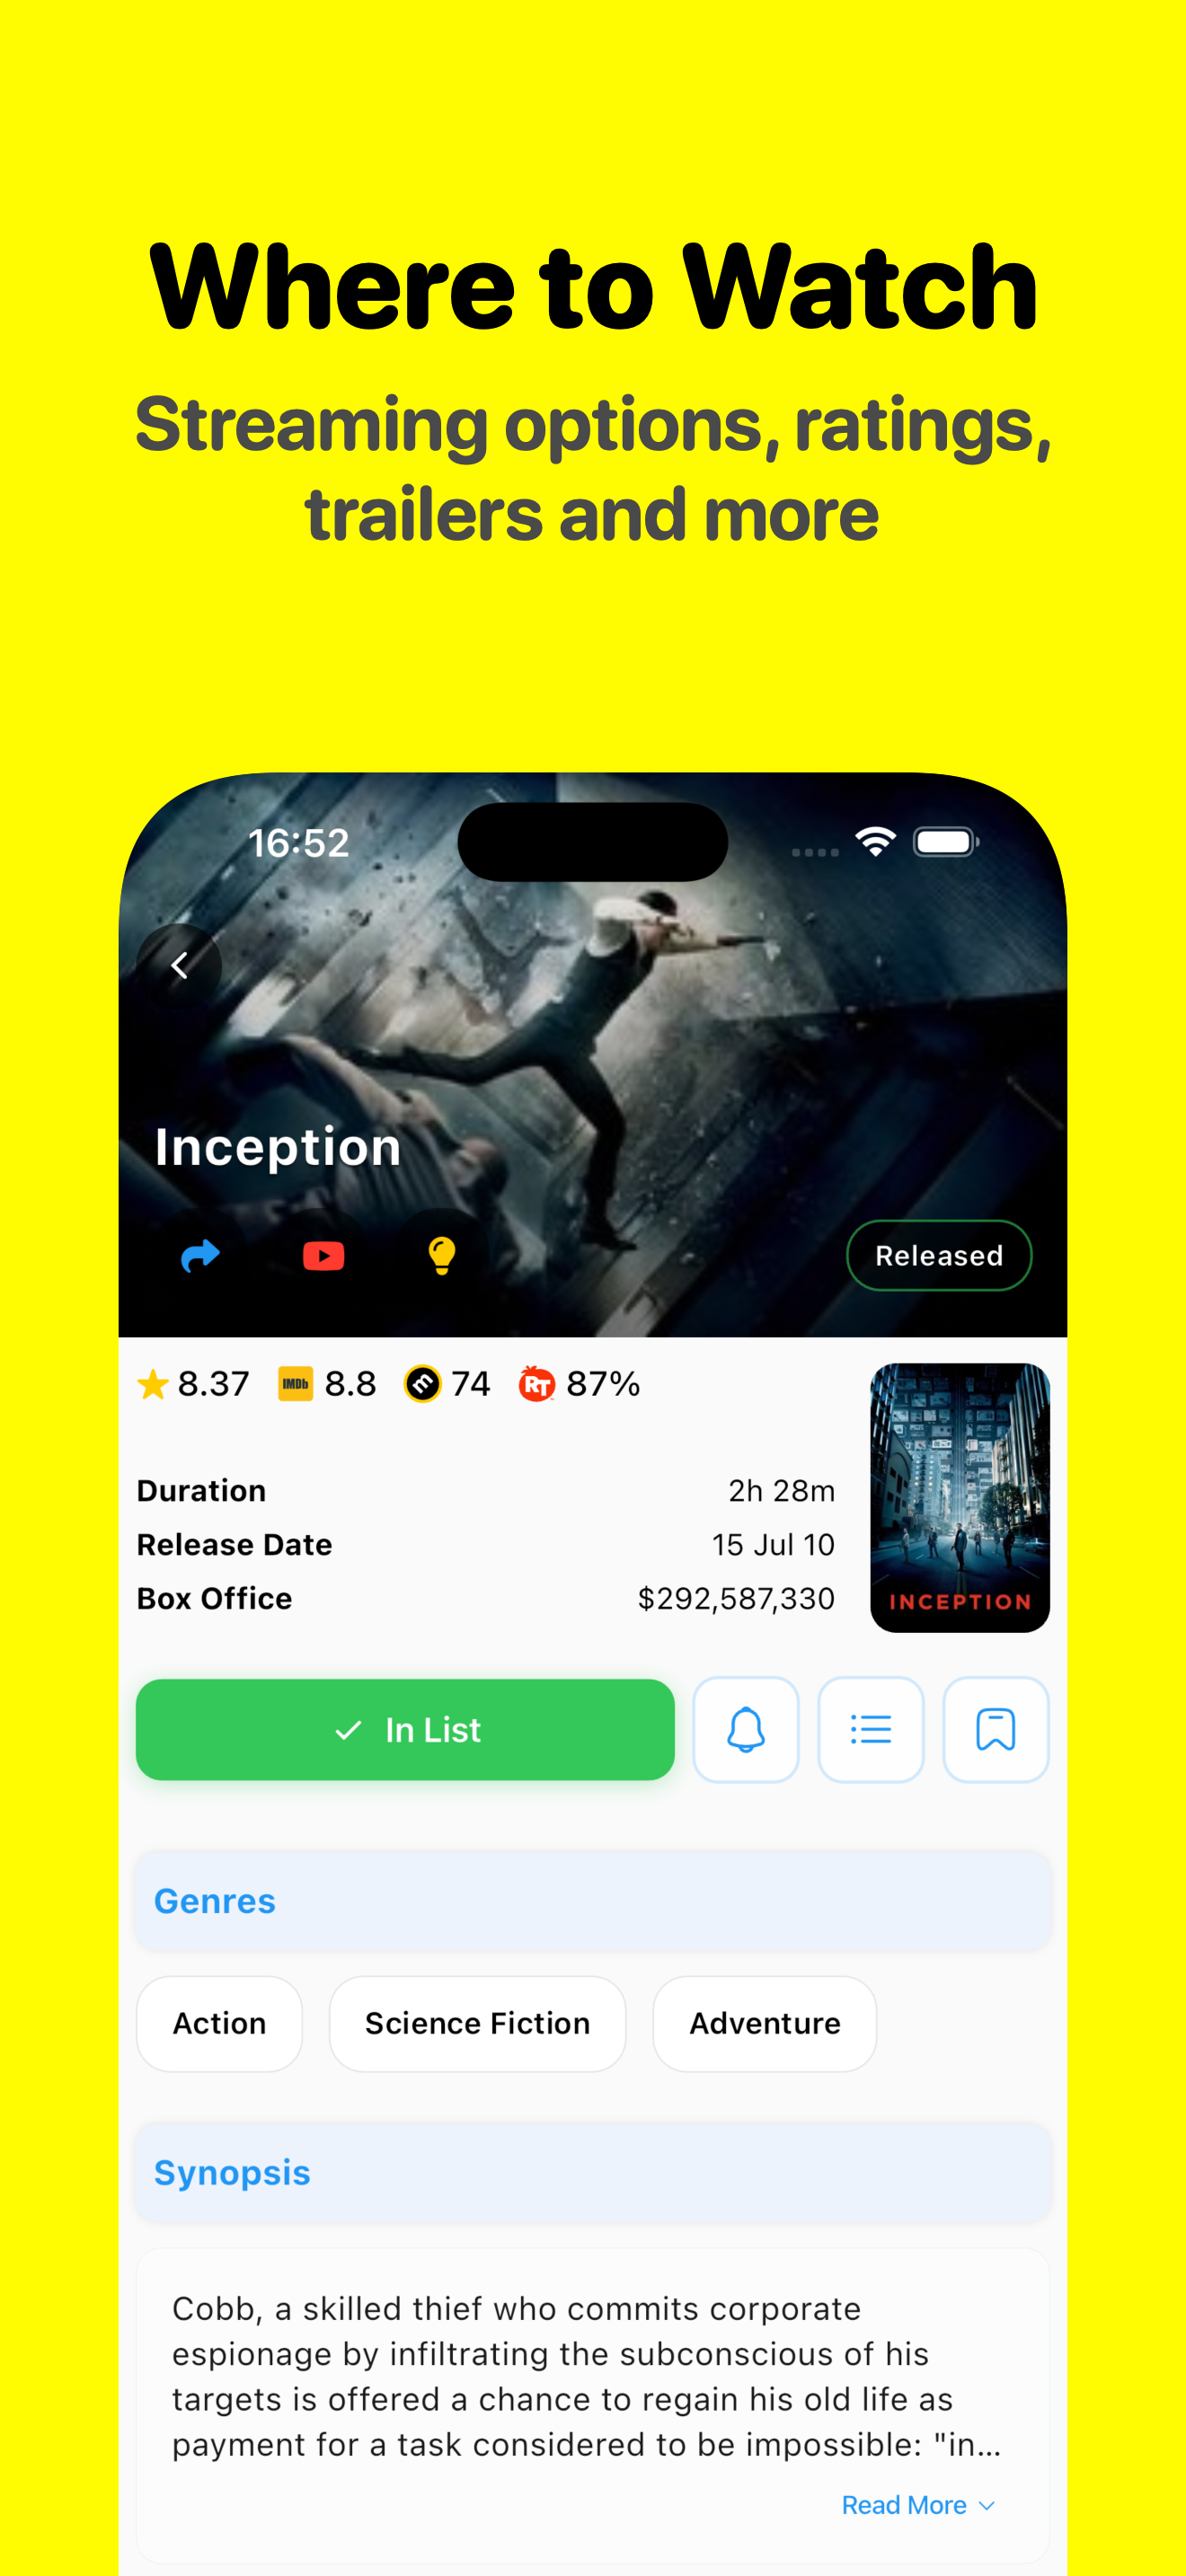 Where to Watch
Streaming options, ratings,
trailers and more
16:52
Inception
Released
8.37 IMDb 8.8 m 74 RT 87%
Duration 2h 28m
Release Date 15 Jul 10
Box Office $292,587,330
INCEPTION
In List
Genres
Action Science Fiction Adventure
Synopsis
Cobb, a skilled thief who commits corporate
espionage by infiltrating the subconscious of his
targets is offered a chance to regain his old life as
payment for a task considered to be impossible: "in...
Read More